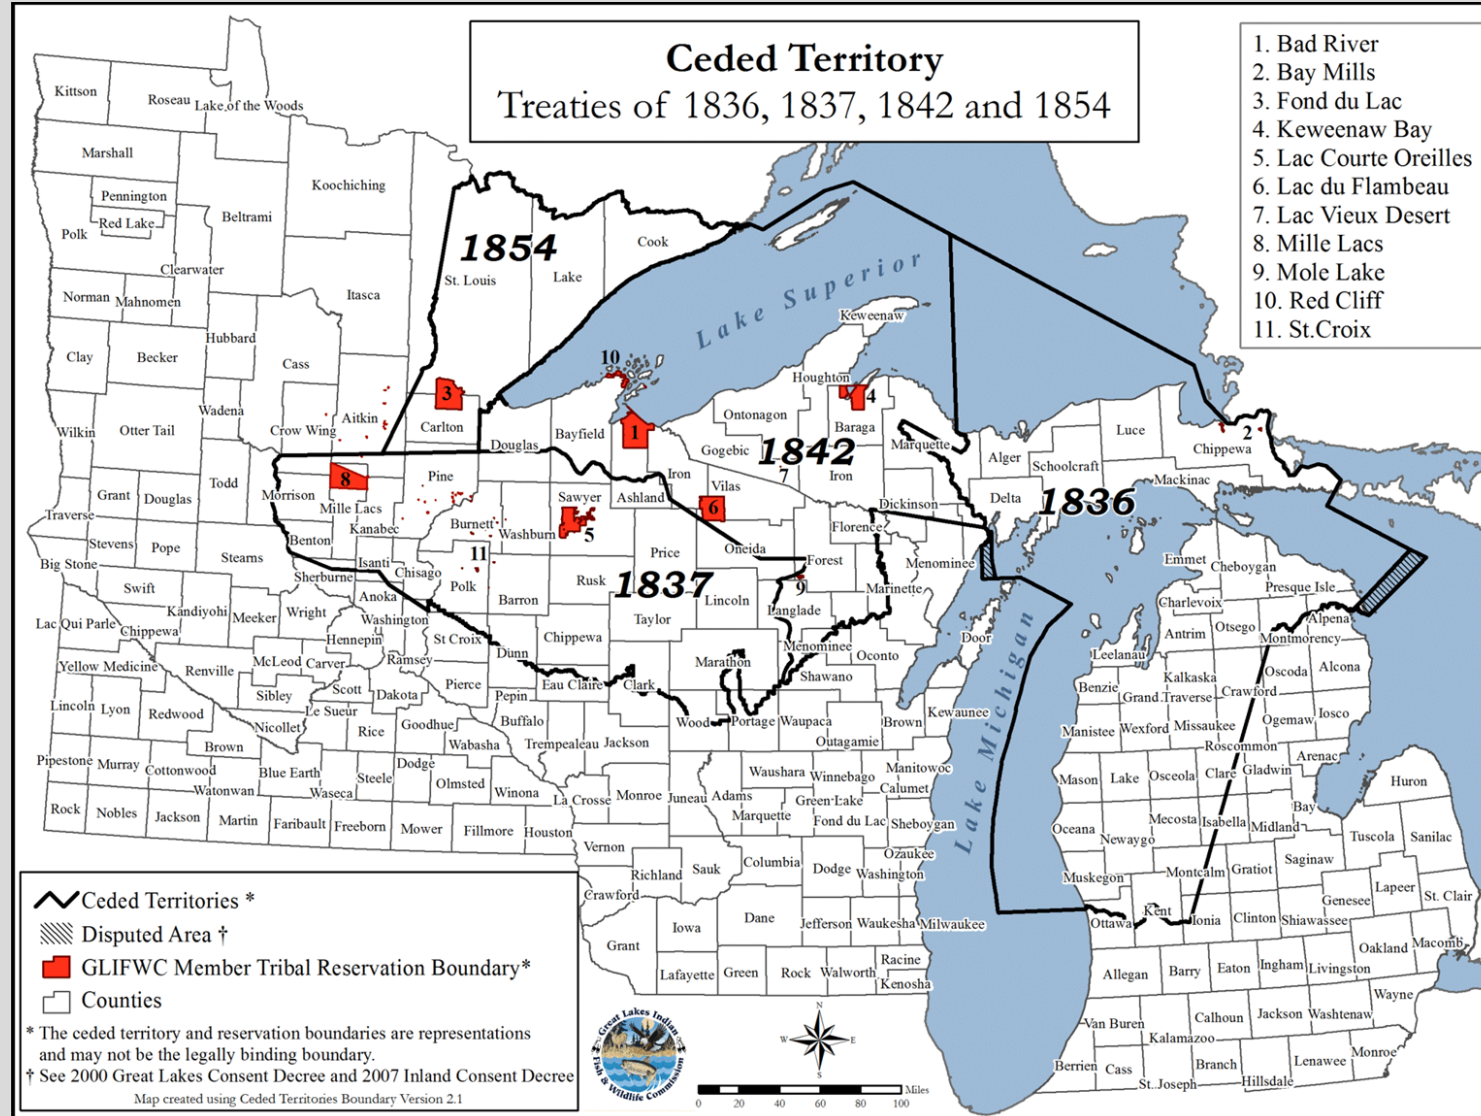 Ceded Territory
Treaties of 1836, 1837, 1842 and 1854
1. Bad River
2. Bay Mills
3. Fond du Lac
4. Keweenaw Bay
5. Lac Courte Oreilles
6. Lac du Flambeau
7. Lac Vieux Desert
8. Mille Lacs
9. Mole Lake
10. Red Cliff
11. St.Croix
Kittson
Roseau
Lake of the Woods
Marshall
Koochiching
Pennington
Red Lake
Beltrami
Polk
Clearwater
1854
St. Louis
Lake
Cook
Itasca
Norman
Mahnomen
Hubbard
Cass
Clay
Becker
Wadena
Aitkin
Crow Wing
3
Carlton
Wilkin
Otter Tail
Lake Superior
Keweenaw
10
Houghton
4
Ontonagon
Baraga
Marquette
1
Douglas
Bayfield
Gogebic
1842
Iron
7
Iron
Alger
Luce
Chippewa
2
Schoolcraft
Mackinac
Delta
1836
Dickinson
Todd
Morrison
8
Pine
Mille Lacs
Kanabec
Grant
Douglas
Traverse
Benton
Stevens
Pope
Stearns
Big Stone
Isanti
Sherburne
Chisago
Swift
Anoka
Kandiyohi
Meeker
Wright
Washington
Lac Qui Parle
Chippewa
Hennepin
Ramsey
Yellow Medicine
Renville
McLeod
Carver
Scott
Dakota
Sibley
Lincoln
Lyon
Redwood
Le Sueur
Nicollet
Rice
Goodhue
Brown
Wabasha
Pipestone
Murray
Cottonwood
Watonwan
Blue Earth
Waseca
Steele
Dodge
Olmsted
Winona
Rock
Nobles
Jackson
Martin
Faribault
Freeborn
Mower
Fillmore
Houston
Sawyer
5
Ashland
Vilas
6
Burnett
Washburn
11
Polk
Barron
Rusk
Price
Oneida
Forest
Florence
9
1837
Lincoln
Langlade
Marinette
Menominee
Taylor
St Croix
Dunn
Chippewa
Marathon
Menominee
Oconto
Shawano
Door
Pierce
Pepin
Eau Claire
Clark
Buffalo
Wood
Portage
Waupaca
Brown
Kewaunee
Outagamie
Trempealeau
Jackson
Waushara
Winnebago
Manitowoc
Calumet
La Crosse
Monroe
Juneau
Adams
Marquette
Green Lake
Fond du Lac
Sheboygan
Vernon
Richland
Sauk
Columbia
Dodge
Ozaukee
Washington
Crawford
Iowa
Dane
Jefferson
Waukesha
Milwaukee
Grant
Lafayette
Green
Rock
Walworth
Racine
Kenosha
Lake Michigan
Emmet
Cheboygan
Presque Isle
Charlevoix
Antrim
Otsego
Montmorency
Alpena
Leelanau
Kalkaska
Oscoda
Alcona
Benzie
Grand Traverse
Crawford
Manistee
Wexford
Missaukee
Ogemaw
Iosco
Roscommon
Arenac
Mason
Lake
Osceola
Clare
Gladwin
Huron
Bay
Oceana
Newaygo
Mecosta
Isabella
Midland
Tuscola
Sanilac
Saginaw
Muskegon
Montcalm
Gratiot
Lapeer
St. Clair
Genesee
Kent
Ottawa
Ionia
Clinton
Shiawassee
Oakland
Macomb
Allegan
Barry
Eaton
Ingham
Livingston
Wayne
Van Buren
Calhoun
Jackson
Washtenaw
Kalamazoo
Berrien
Cass
St. Joseph
Branch
Hillsdale
Lenawee
Monroe
Ceded Territories *
Disputed Area †
GLIFWC Member Tribal Reservation Boundary*
Counties
* The ceded territory and reservation boundaries are representations
and may not be the legally binding boundary.
† See 2000 Great Lakes Consent Decree and 2007 Inland Consent Decree
Map created using Ceded Territories Boundary Version 2.1
Great Lakes Indian
Fish & Wildlife Commission
N
W
E
S
Miles
0 20 40 60 80 100